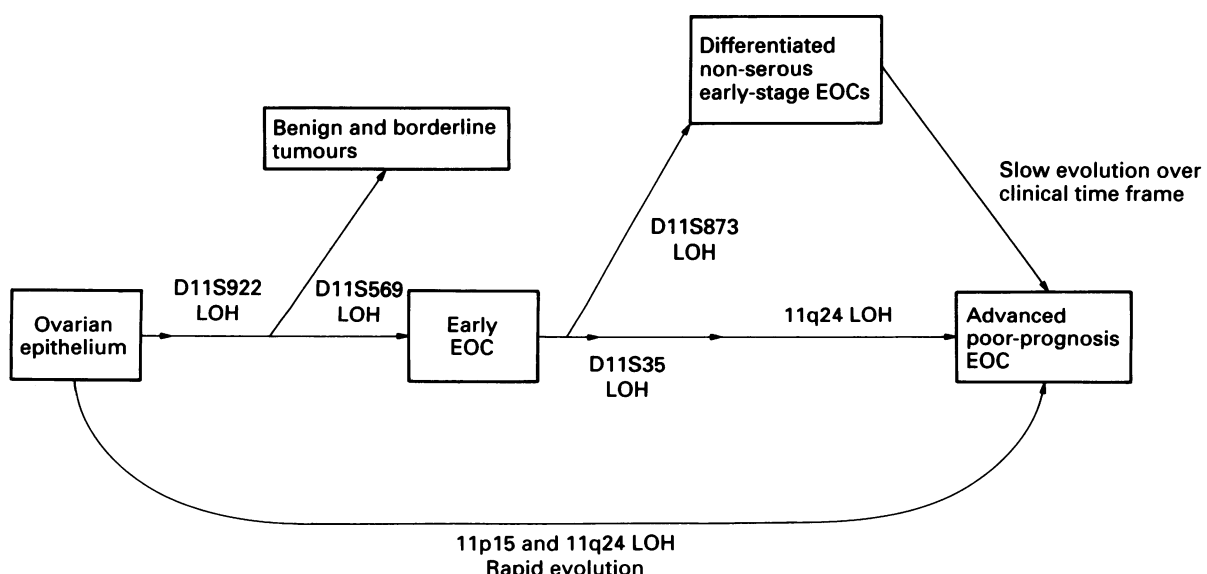 Differentiated
non-serous
early-stage EOCs
Benign and borderline
tumours
Slow evolution over
clinical time frame
D11S873
LOH
D11S922
LOH
D11S569
LOH
Ovarian
epithelium
Early
EOC
11q24 LOH
Advanced
poor-prognosis
EOC
D11S35
LOH
11p15 and 11q24 LOH
Rapid evolution